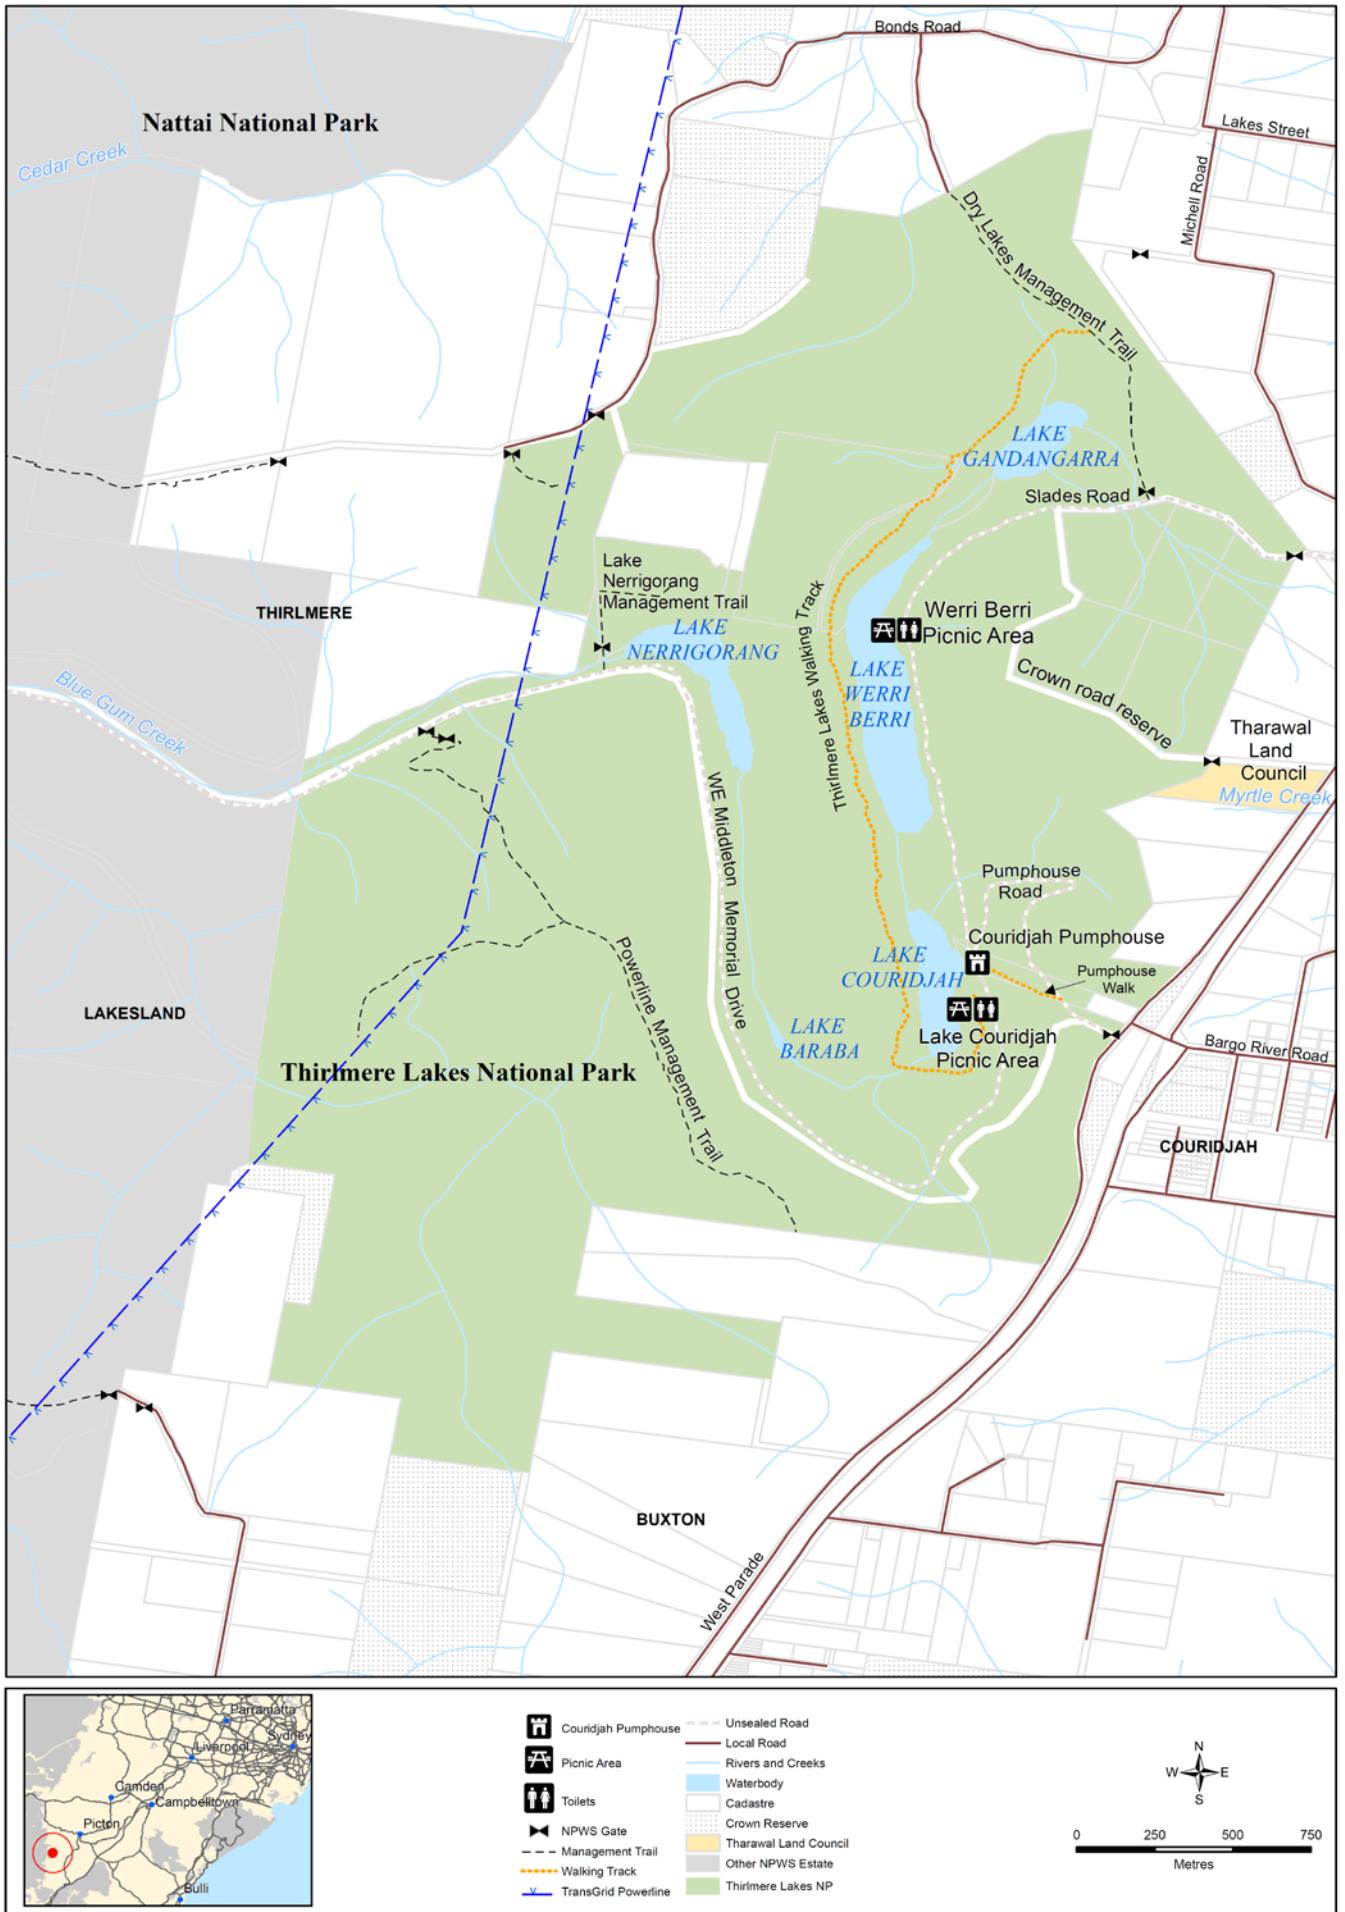 Bonds Road
Nattai National Park
Lakes Street
Cedar Creek
Michell Road
Dry Lakes Management Trail
LAKE
GANDANGARRA
Slades Road
Lake
Nerrigorang
Management Trail
THIRLMERE
LAKE
NERRIGORANG
Thirlmere Lakes Walking Track
Werri Berri
Picnic Area
LAKE
WERRI
BERRI
Crown road reserve
Blue Gum Creek
Tharawal
Land
Council
Myrtle Creek
WE Middleton Memorial Drive
Pumphouse
Road
Couridjah Pumphouse
Powerline Management Trail
LAKE
COURIDJAH
Pumphouse
Walk
LAKELAND
LAKE
BARABA
Lake Couridjah
Picnic Area
Bargo River Road
Thirlmere Lakes National Park
COURIDJAH
BUXTON
West Parade
Parramatta
Sydney
Liverpool
Camden
Campbelltown
Picton
Bulli
Couridjah Pumphouse
Picnic Area
Toilets
NPWS Gate
Management Trail
Walking Track
TransGrid Powerline
Unsealed Road
Local Road
Rivers and Creeks
Waterbody
Cadastre
Crown Reserve
Tharawal Land Council
Other NPWS Estate
Thirlmere Lakes NP
N
W E
S
0 250 500 750
Metres